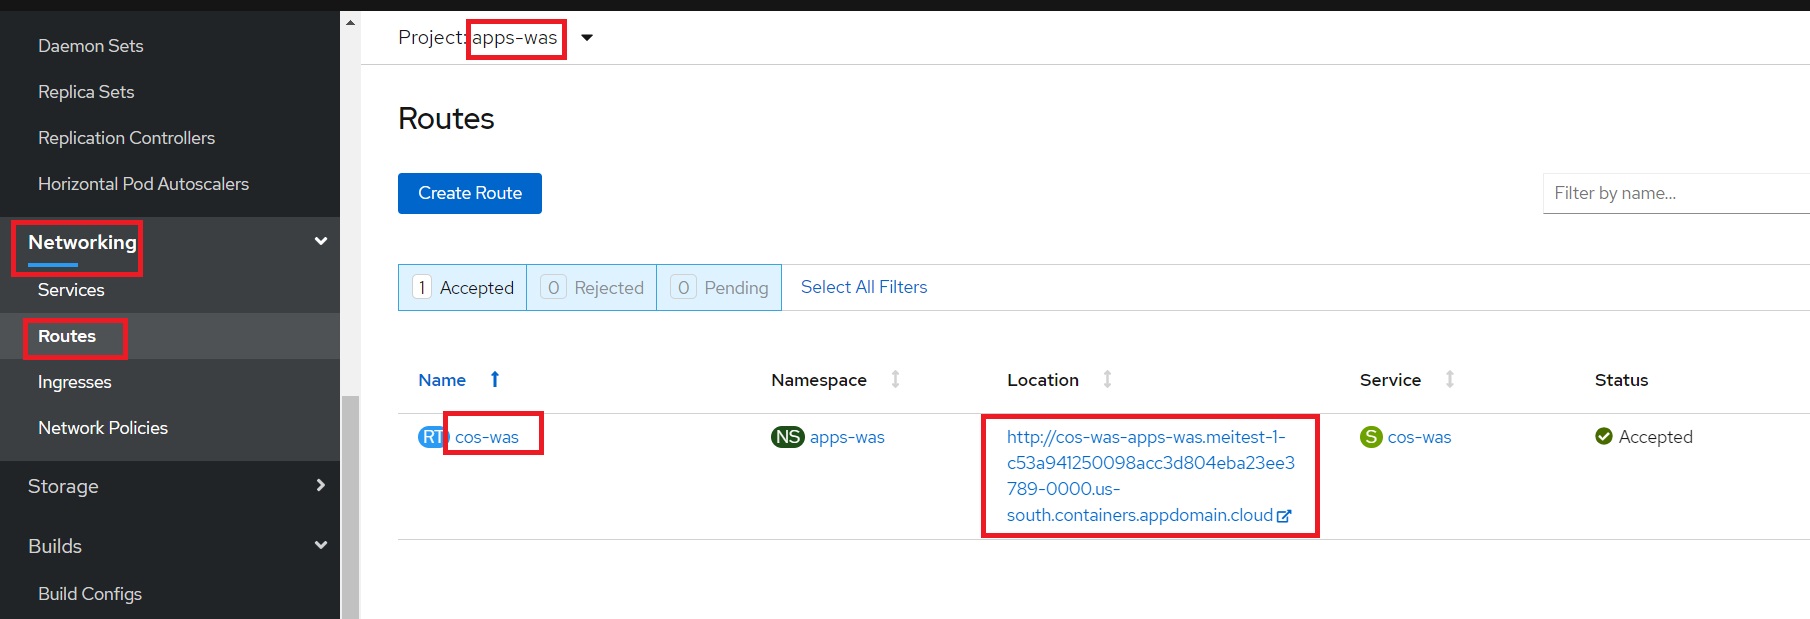 Daemon Sets
Replica Sets
Replication Controllers
Horizontal Pod Autoscalers
Networking
Services
Routes
Ingresses
Network Policies
Storage
Builds
Build Configs
Project: apps-was
Routes
Create Route
Filter by name...
1 Accepted 0 Rejected 0 Pending Select All Filters
Name Namespace Location Service Status
RT cos-was NS apps-was http://cos-was-apps-was.meitest-1- S cos-was Accepted
c53a941250098acc3d804eba23ee3
789-0000.us-
south.containers.appdomain.cloud